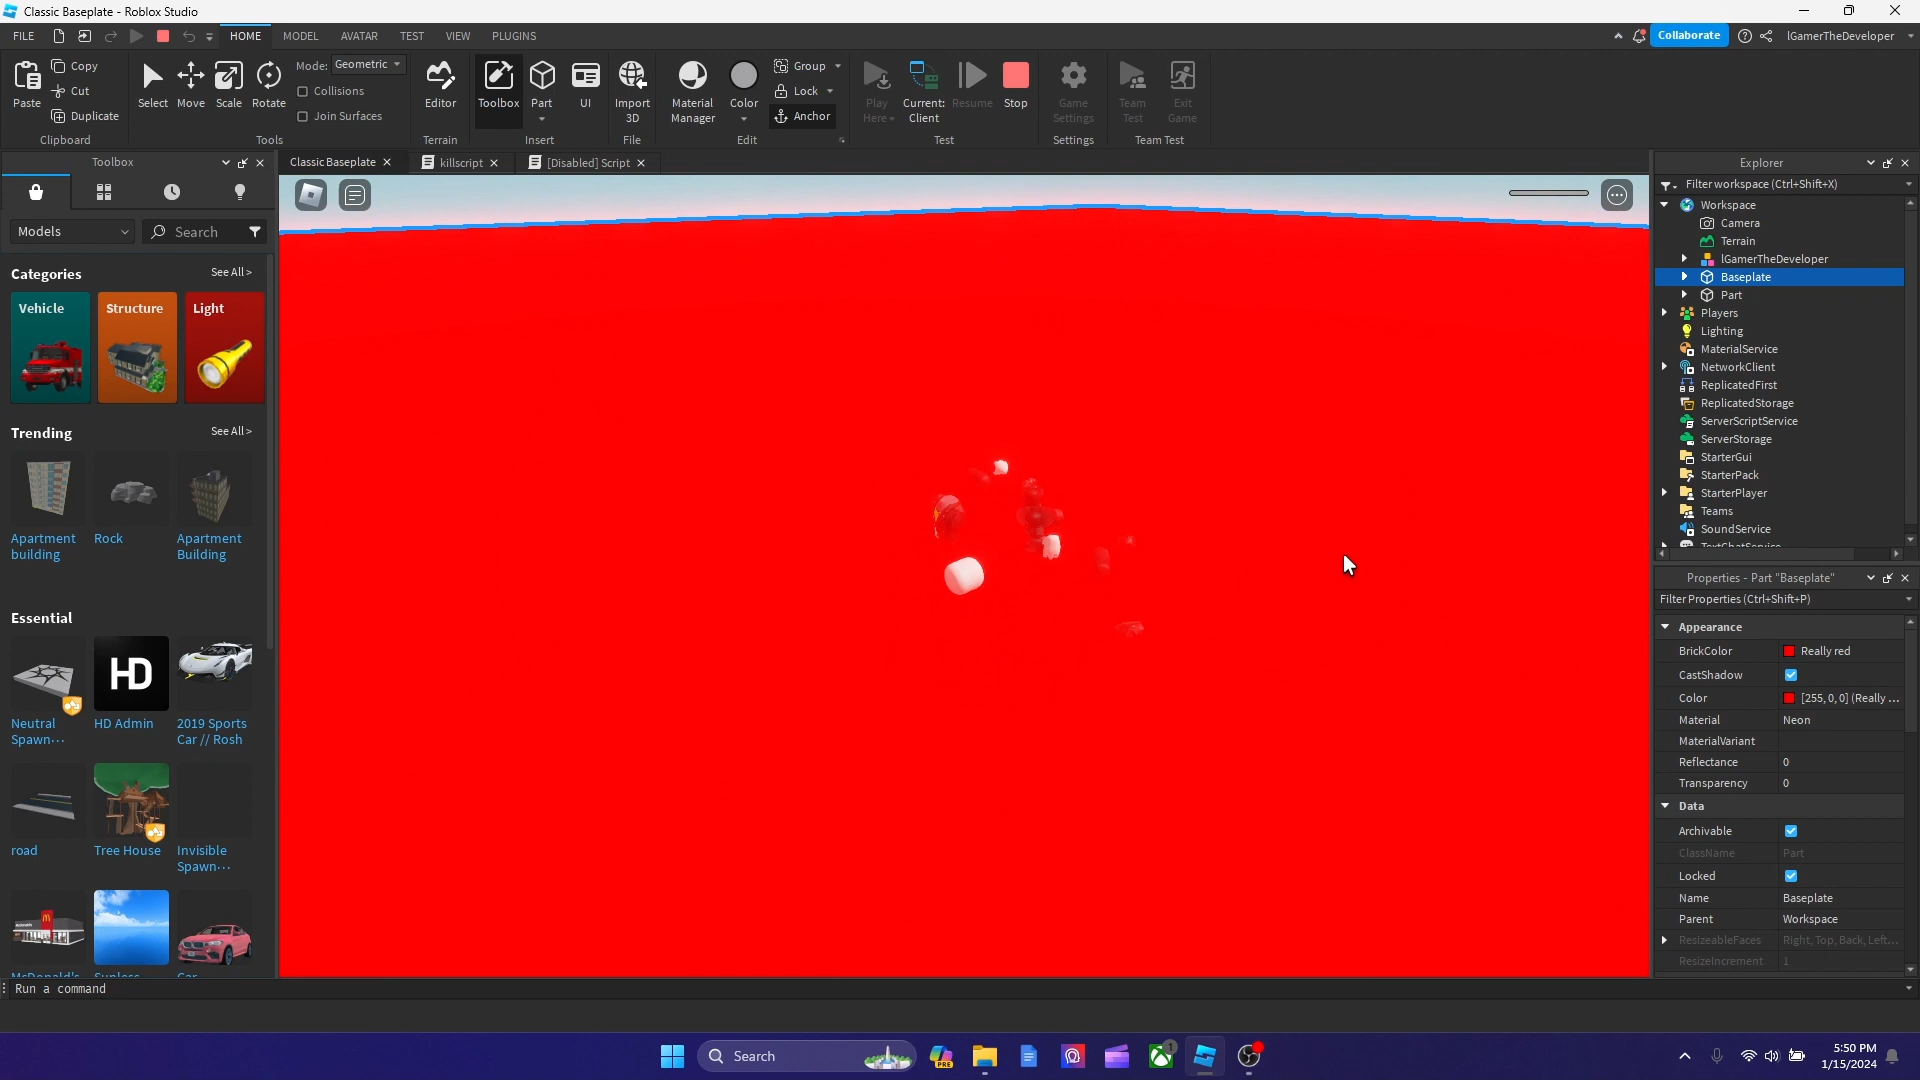 Classic Baseplate - Roblox Studio
FILE HOME MODEL AVATAR TEST VIEW PLUGINS Collaborate lGamerTheDeveloper
Paste
Copy
Cut
Duplicate
Clipboard
Select Move Scale Rotate
Mode: Geometric
Collisions
Join Surfaces
Tools
Editor
Terrain
Toolbox Part UI
Insert
Import
3D
File
Material
Manager
Color
Group
Lock
Anchor
Edit
Play
Here
Current:
Client
Resume Stop
Test
Game
Settings
Settings
Team
Test
Exit
Game
Team Test
Toolbox
Classic Baseplate killscript [Disabled] Script
Models Search
Categories See All >
Vehicle Structure Light
Trending See All >
Apartment
building
Rock
Apartment
Building
Essential
HD
Neutral
Spawn...
HD Admin
2019 Sports
Car // Rosh
road
Tree House
Invisible
Spawn...
McDonald's Sunless Car
Explorer
Filter workspace (Ctrl+Shift+X)
Workspace
Camera
Terrain
lGamerTheDeveloper
Baseplate
Part
Players
Lighting
MaterialService
NetworkClient
ReplicatedFirst
ReplicatedStorage
ServerScriptService
ServerStorage
StarterGui
StarterPack
StarterPlayer
Teams
SoundService
TextChatService
Properties - Part "Baseplate"
Filter Properties (Ctrl+Shift+P)
Appearance
BrickColor Really red
CastShadow
Color [255, 0, 0] (Really ...
Material Neon
MaterialVariant
Reflectance 0
Transparency 0
Data
Archivable
ClassName Part
Locked
Name Baseplate
Parent Workspace
ResizeableFaces Right, Top, Back, Left...
ResizeIncrement 1
Run a command
Search
PRE
1
5:50 PM
1/15/2024